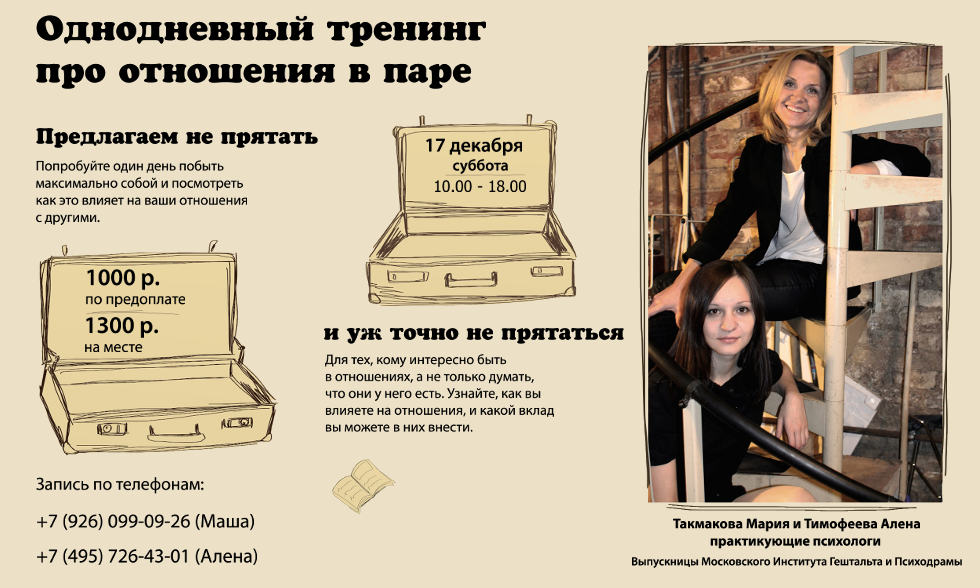 Однодневный тренинг
про отношения в паре
Предлагаем не прятать
Попробуйте один день побыть
максимально собой и посмотреть
как это влияет на ваши отношения
с другими.
1000 р.
по предоплате
1300 р.
на месте
17 декабря
суббота
10.00 - 18.00
и уж точно не прятаться
Для тех, кому интересно быть
в отношениях, а не только думать,
что они у него есть. Узнайте, как вы
влияете на отношения, и какой вклад
вы можете в них внести.
Запись по телефонам:
+7 (926) 099-09-26 (Маша)
+7 (495) 726-43-01 (Алена)
Такмакова Мария и Тимофеева Алена
практикующие психологи
Выпускницы Московского Института Гештальта и Психодрамы